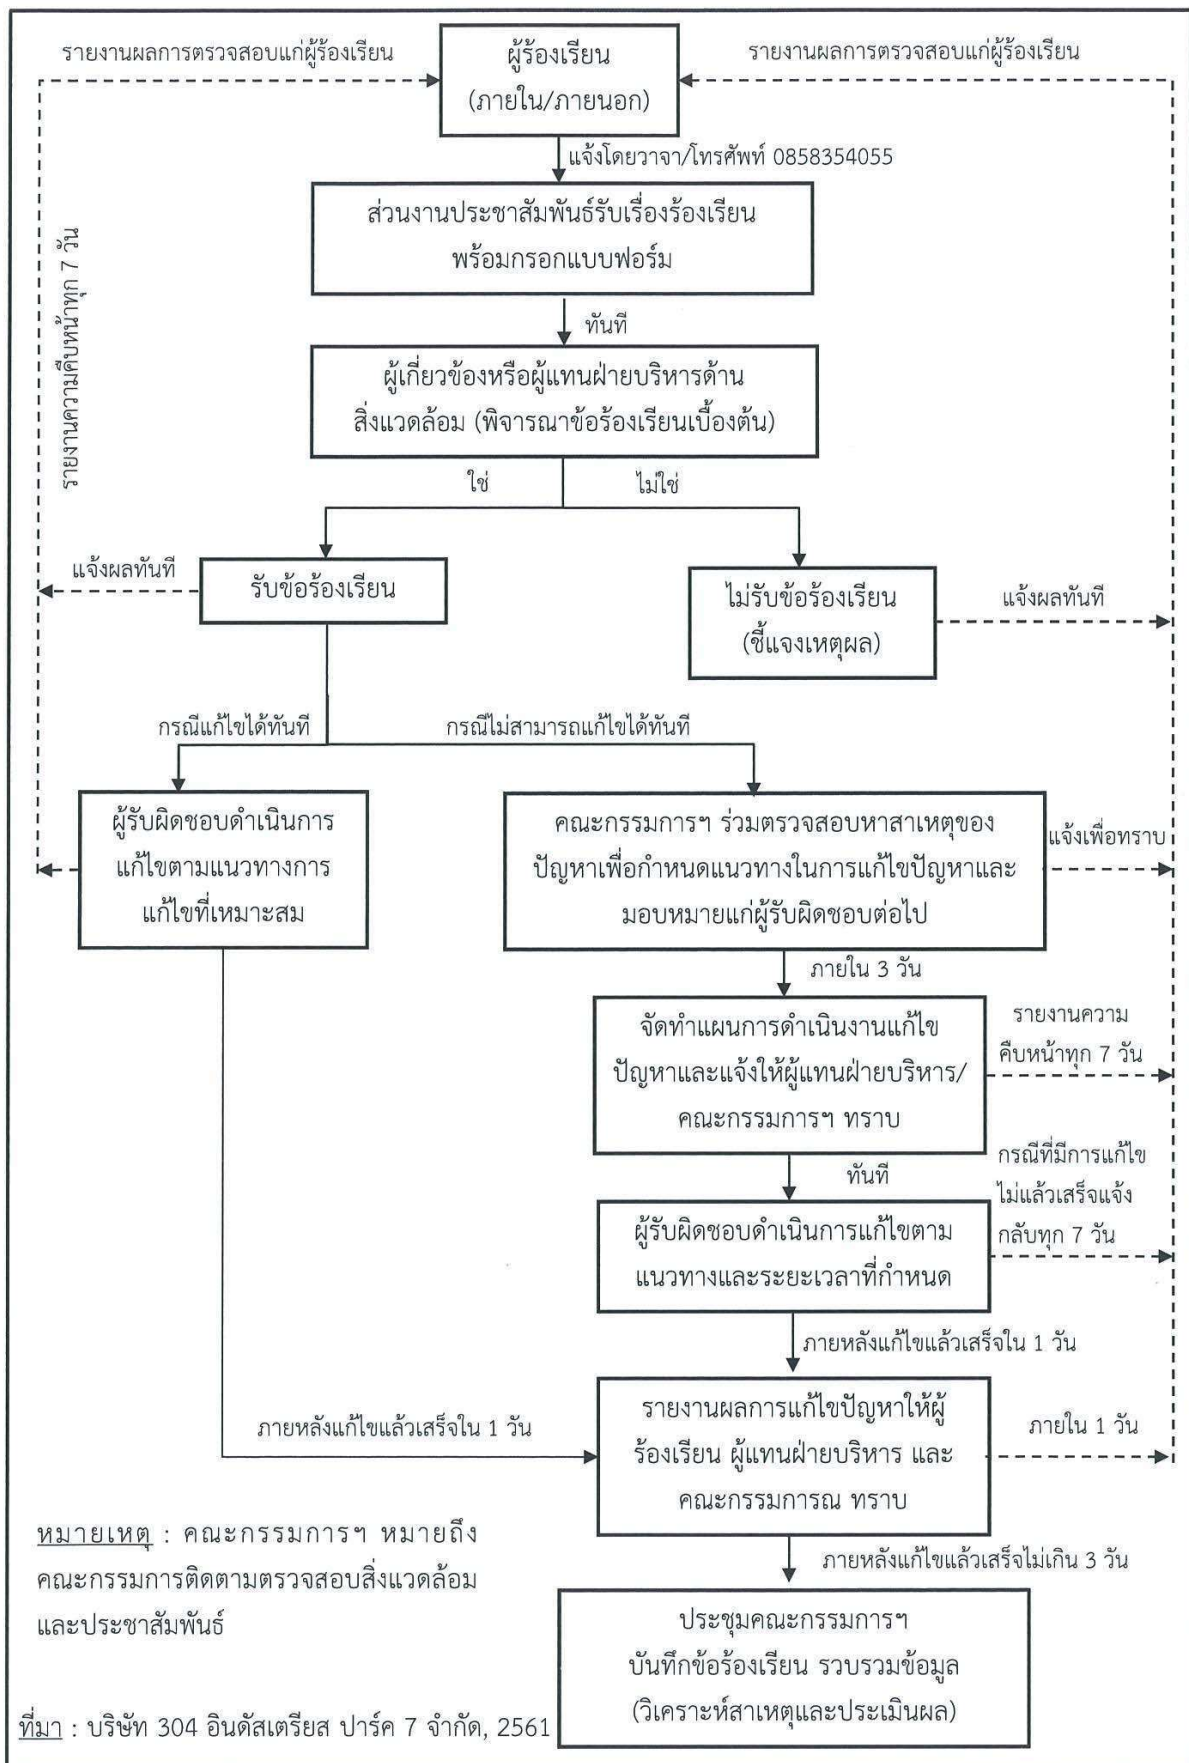 รายงานผลการตรวจสอบแก่ผู้ร้องเรียน
ผู้ร้องเรียน
(ภายใน/ภายนอก)
รายงานผลการตรวจสอบแก่ผู้ร้องเรียน
แจ้งโดยวาจา/โทรศัพท์ 0858354055
ส่วนงานประชาสัมพันธ์รับเรื่องร้องเรียน
พร้อมกรอกแบบฟอร์ม
รายงานความคืบหน้าทุก 7 วัน
ทันที
ผู้เกี่ยวข้องหรือผู้แทนฝ่ายบริหารด้าน
สิ่งแวดล้อม (พิจารณาข้อร้องเรียนเบื้องต้น)
ใช่
ไม่ใช่
แจ้งผลทันที
รับข้อร้องเรียน
ไม่รับข้อร้องเรียน
(ชี้แจงเหตุผล)
แจ้งผลทันที
กรณีแก้ไขได้ทันที
กรณีไม่สามารถแก้ไขได้ทันที
ผู้รับผิดชอบดำเนินการ
แก้ไขตามแนวทางการ
แก้ไขที่เหมาะสม
คณะกรรมการฯ ร่วมตรวจสอบหาสาเหตุของ
ปัญหาเพื่อกำหนดแนวทางในการแก้ไขปัญหาและ
มอบหมายแก่ผู้รับผิดชอบต่อไป
แจ้งเพื่อทราบ
ภายใน 3 วัน
จัดทำแผนการดำเนินงานแก้ไข
ปัญหาและแจ้งให้ผู้แทนฝ่ายบริหาร/
คณะกรรมการฯ ทราบ
รายงานความ
คืบหน้าทุก 7 วัน
ทันที
กรณีที่มีการแก้ไข
ไม่แล้วเสร็จแจ้ง
กลับทุก 7 วัน
ผู้รับผิดชอบดำเนินการแก้ไขตาม
แนวทางและระยะเวลาที่กำหนด
ภายหลังแก้ไขแล้วเสร็จใน 1 วัน
ภายหลังแก้ไขแล้วเสร็จใน 1 วัน
รายงานผลการแก้ไขปัญหาให้ผู้
ร้องเรียน ผู้แทนฝ่ายบริหาร และ
คณะกรรมการณ ทราบ
ภายใน 1 วัน
ภายหลังแก้ไขแล้วเสร็จไม่เกิน 3 วัน
หมายเหตุ : คณะกรรมการฯ หมายถึง
คณะกรรมการติดตามตรวจสอบสิ่งแวดล้อม
และประชาสัมพันธ์
ประชุมคณะกรรมการฯ
บันทึกข้อร้องเรียน รวบรวมข้อมูล
(วิเคราะห์สาเหตุและประเมินผล)
ที่มา : บริษัท 304 อินดัสเตรียส ปาร์ค 7 จำกัด, 2561